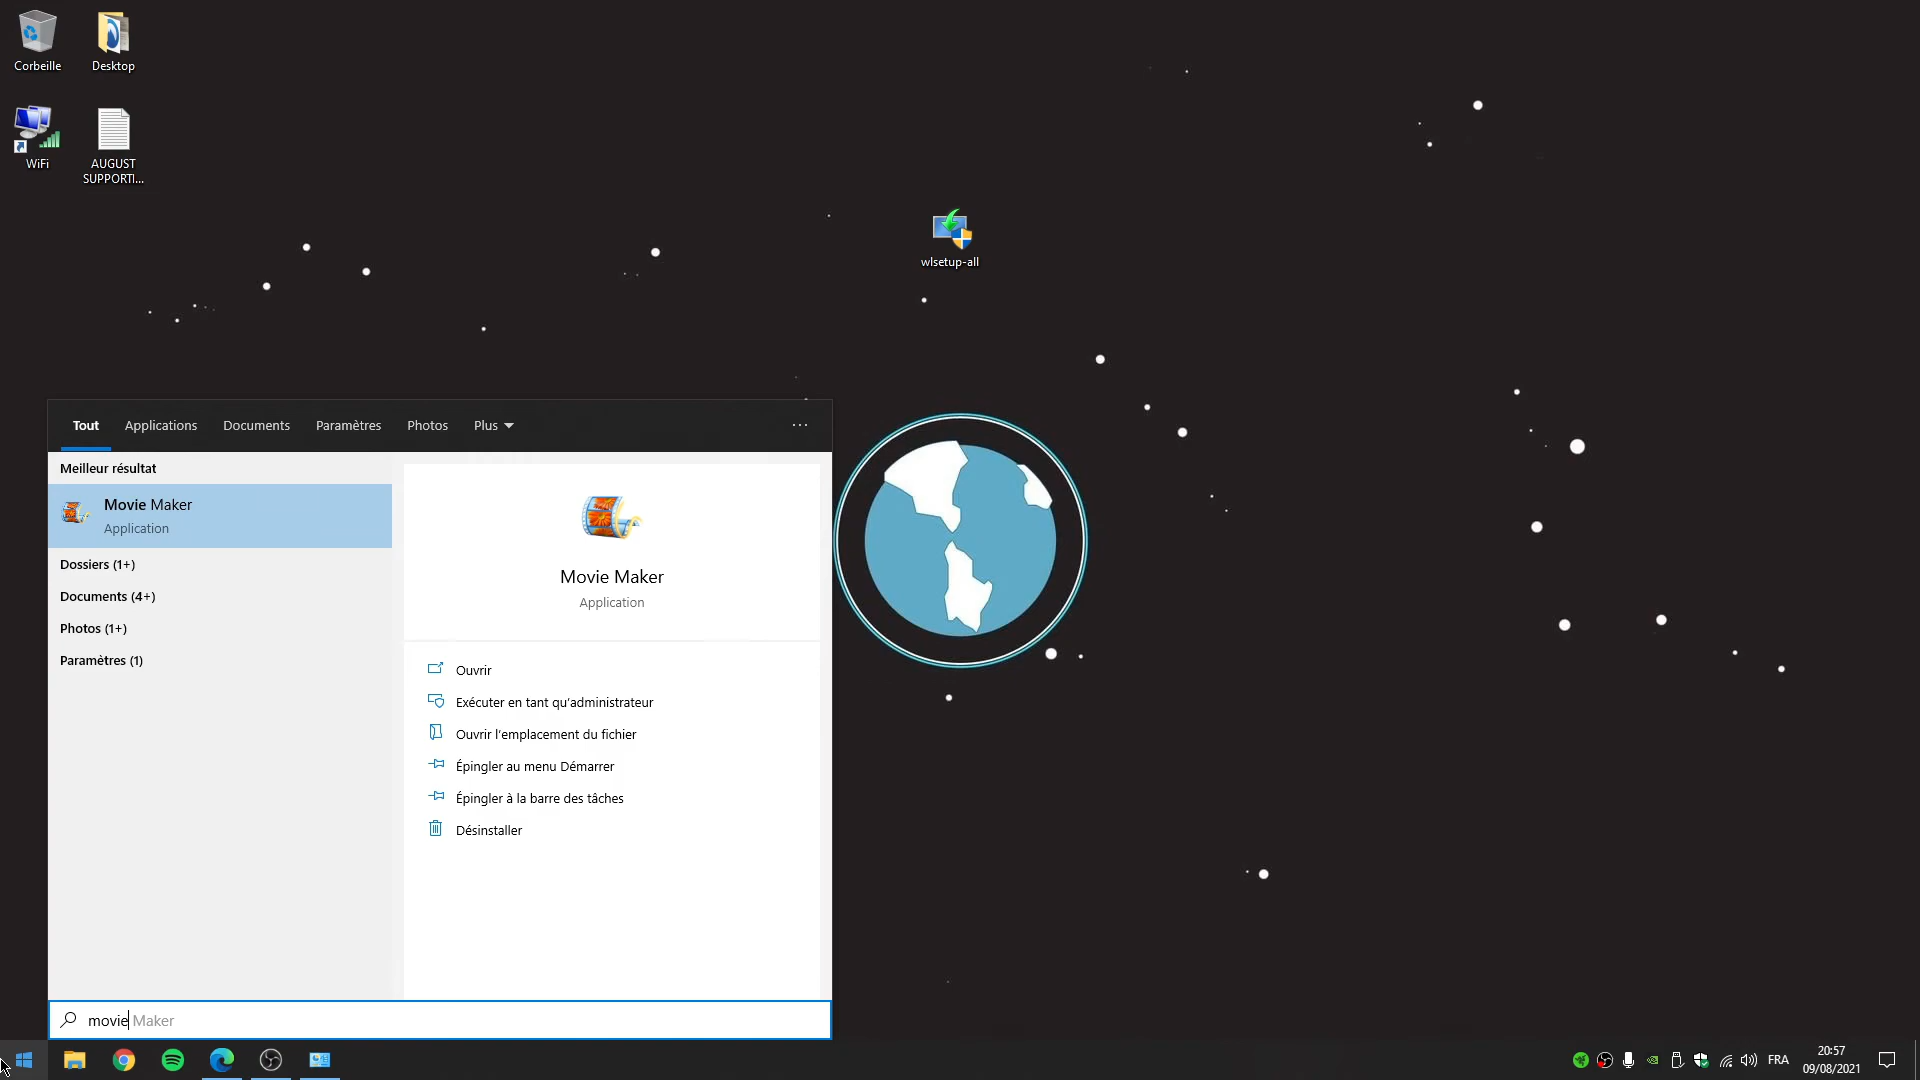 Corbeille
Desktop
WiFi
AUGUST
SUPPORTI...
wlsetup-all
Tout
Applications
Documents
Paramètres
Photos
Plus
...
Meilleur résultat
Movie Maker
Application
Dossiers (1+)
Documents (4+)
Photos (1+)
Paramètres (1)
Movie Maker
Application
Ouvrir
Exécuter en tant qu'administrateur
Ouvrir l'emplacement du fichier
Épingler au menu Démarrer
Épingler à la barre des tâches
Désinstaller
movie Maker
FRA
20:57
09/08/2021